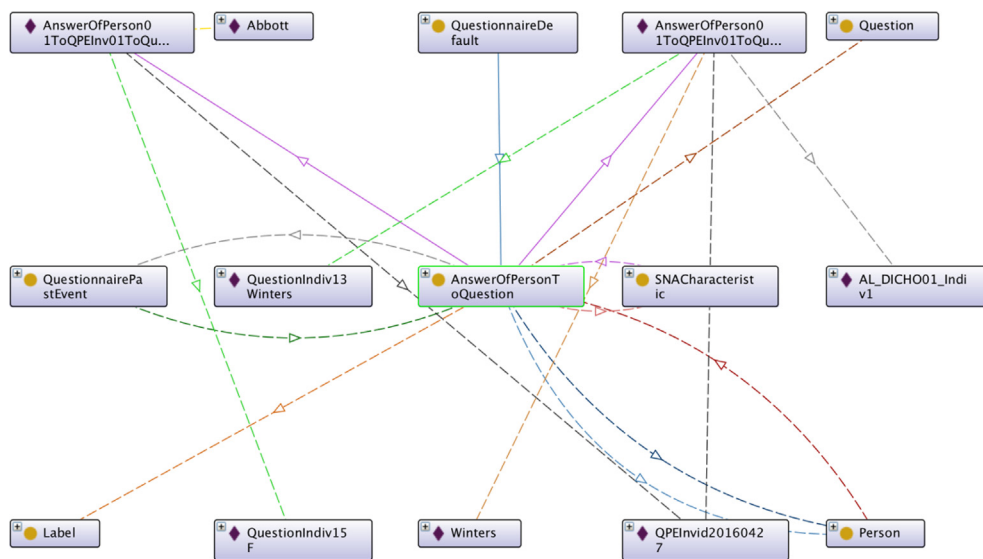 AnswerOfPerson0
1ToQPEInv01ToQu...
Abbott
QuestionnaireDe
fault
AnswerOfPerson0
1ToQPEInv01ToQu...
Question
QuestionnairePa
stEvent
QuestionIndiv13
Winters
AnswerOfPersonT
oQuestion
SNACharacterist
ic
AL_DICHO01_Indi
v1
Label
QuestionIndiv15
F
Winters
QPEInvid2016042
7
Person